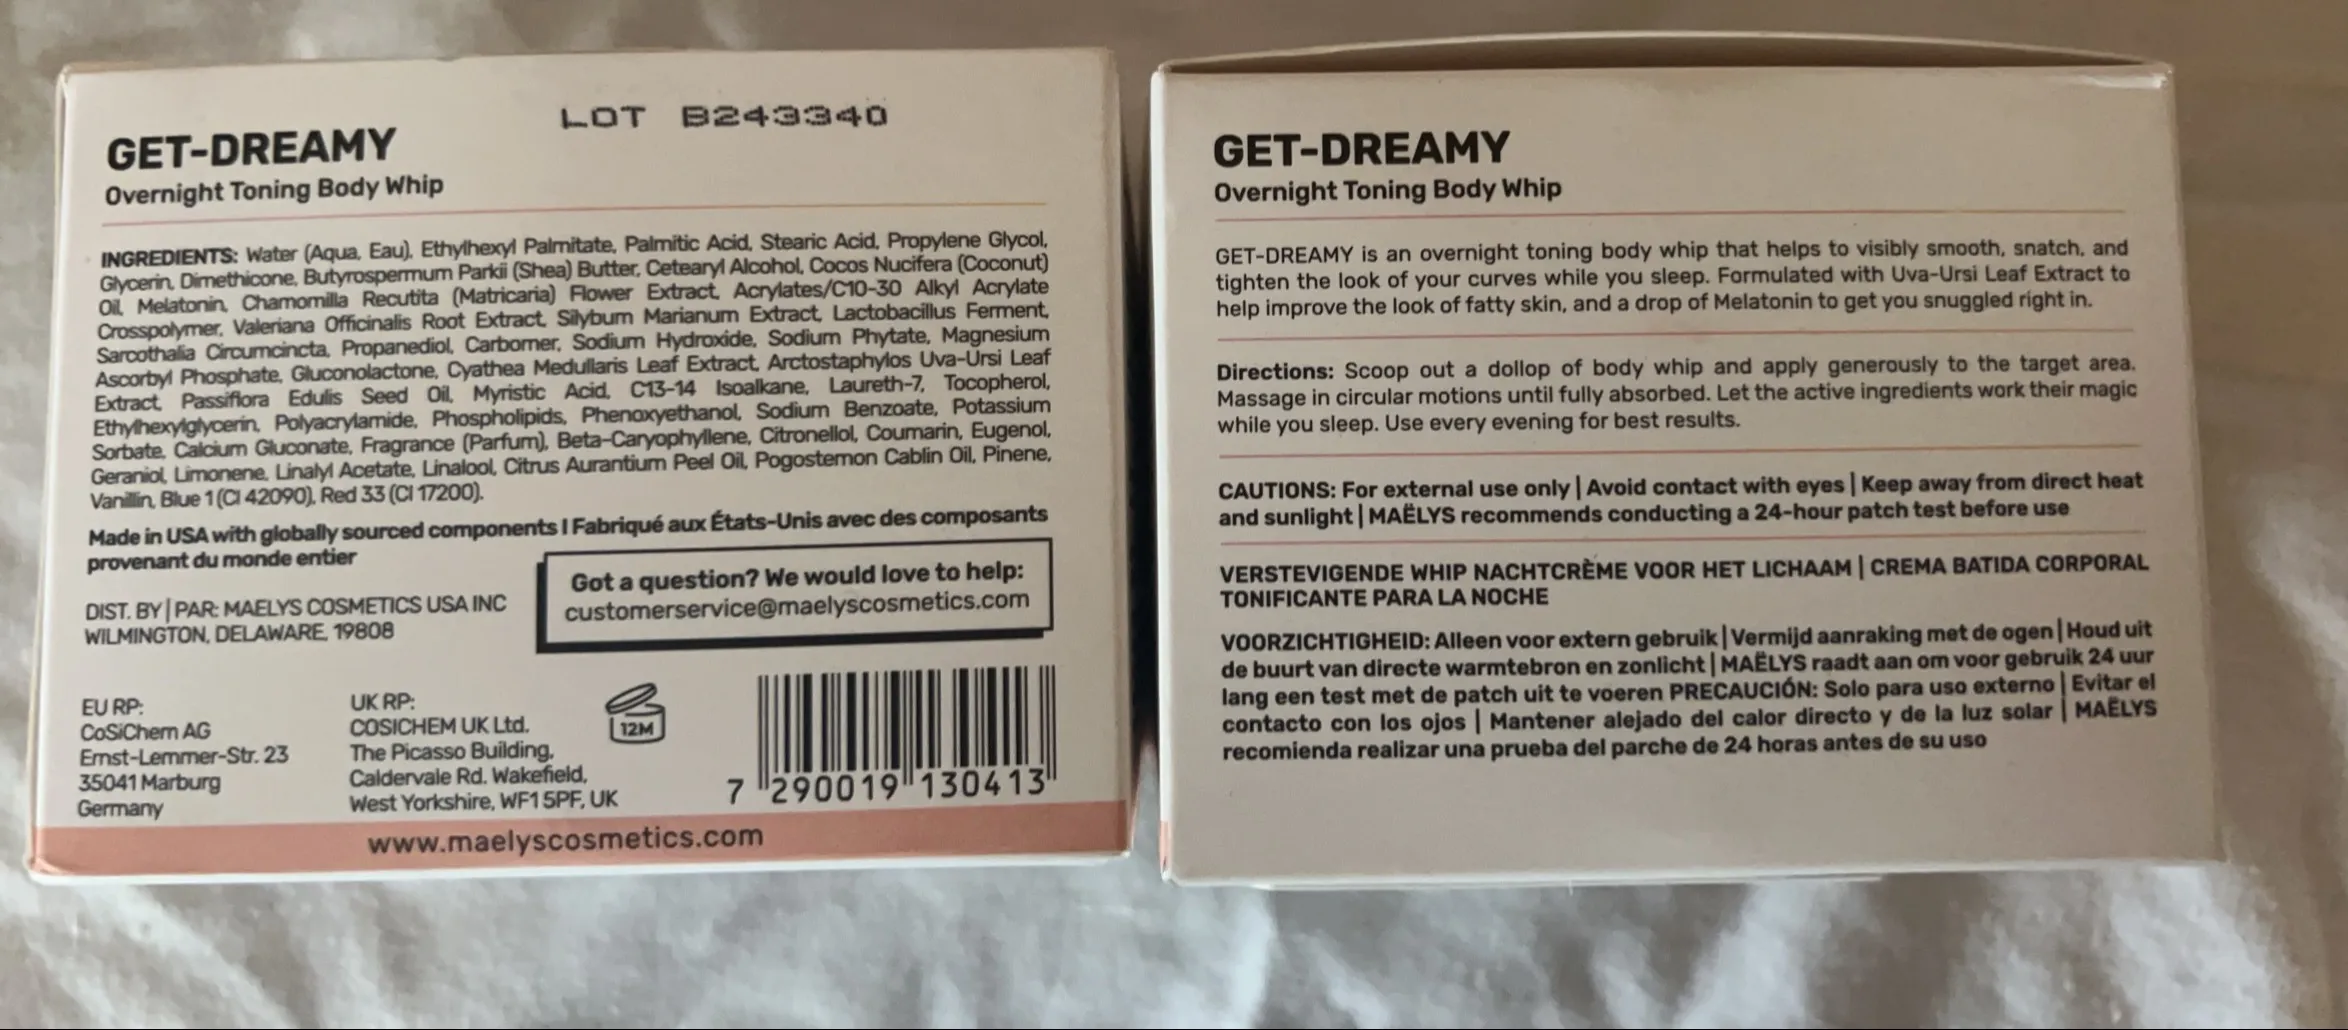 LOT B243340
GET-DREAMY
Overnight Toning Body Whip
INGREDIENTS: Water (Aqua, Eau), Ethylhexyl Palmitate, Palmitic Acid, Stearic Acid, Propylene Glycol,
Glycerin, Dimethicone, Butyrospermum Parkii (Shea) Butter, Cetearyl Alcohol, Cocos Nucifera (Coconut)
Oil, Melatonin, Chamomilla Recutita (Matricaria) Flower Extract, Acrylates/C10-30 Alkyl Acrylate
Crosspolymer, Valeriana Officinalis Root Extract, Silybum Marianum Extract, Lactobacillus Ferment,
Sarcothalia Circumcincta, Propanediol, Carbomer, Sodium Hydroxide, Sodium Phytate, Magnesium
Ascorbyl Phosphate, Gluconolactone, Cyathea Medullaris Leaf Extract, Arctostaphylos Uva-Ursi Leaf
Extract, Passiflora Edulis Seed Oil, Myristic Acid, C13-14 Isoalkane, Laureth-7, Tocopherol,
Ethylhexylglycerin, Polyacrylamide, Phospholipids, Phenoxyethanol, Sodium Benzoate, Potassium
Sorbate, Calcium Gluconate, Fragrance (Parfum), Beta-Caryophyllene, Citronellol, Coumarin, Eugenol,
Geraniol, Limonene, Linalyl Acetate, Linalool, Citrus Aurantium Peel Oil, Pogostemon Cablin Oil, Pinene,
Vanillin, Blue 1 (CI 42090), Red 33 (CI 17200).
Made in USA with globally sourced components I Fabriqué aux États-Unis avec des composants
provenant du monde entier
DIST. BY | PAR: MAELYS COSMETICS USA INC
WILMINGTON, DELAWARE, 19808
Got a question? We would love to help:
customerservice@maelyscosmetics.com
EU RP:
CoSiChem AG
Ernst-Lemmer-Str. 23
35041 Marburg
Germany
UK RP:
COSICHEM UK Ltd.
The Picasso Building,
Caldervale Rd. Wakefield,
West Yorkshire, WF1 5PF, UK
12M
7 290019 130413
www.maelyscosmetics.com
GET-DREAMY
Overnight Toning Body Whip
GET-DREAMY is an overnight toning body whip that helps to visibly smooth, snatch, and
tighten the look of your curves while you sleep. Formulated with Uva-Ursi Leaf Extract to
help improve the look of fatty skin, and a drop of Melatonin to get you snuggled right in.
Directions: Scoop out a dollop of body whip and apply generously to the target area.
Massage in circular motions until fully absorbed. Let the active ingredients work their magic
while you sleep. Use every evening for best results.
CAUTIONS: For external use only | Avoid contact with eyes | Keep away from direct heat
and sunlight | MAËLYS recommends conducting a 24-hour patch test before use
VERSTEVIGENDE WHIP NACHTCRÈME VOOR HET LICHAAM | CREMA BATIDA CORPORAL
TONIFICANTE PARA LA NOCHE
VOORZICHTIGHEID: Alleen voor extern gebruik | Vermijd aanraking met de ogen | Houd uit
de buurt van directe warmtebron en zonlicht | MAËLYS raadt aan om voor gebruik 24 uur
lang een test met de patch uit te voeren PRECAUCIÓN: Solo para uso externo | Evitar el
contacto con los ojos | Mantener alejado del calor directo y de la luz solar | MAËLYS
recomienda realizar una prueba del parche de 24 horas antes de su uso